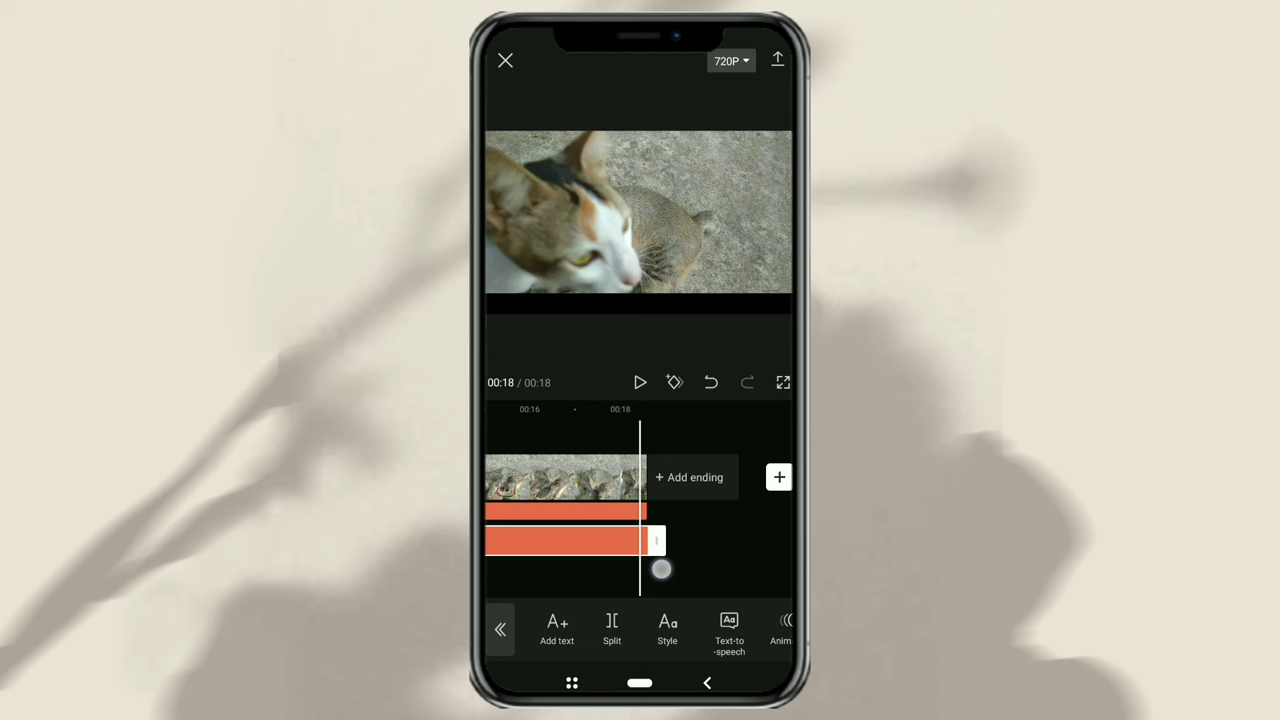 720P
00:18 / 00:18
00:16
00:18
+ Add ending
A+
Aa
Aa
Add text
Split
Style
Text-to
-speech
Anim